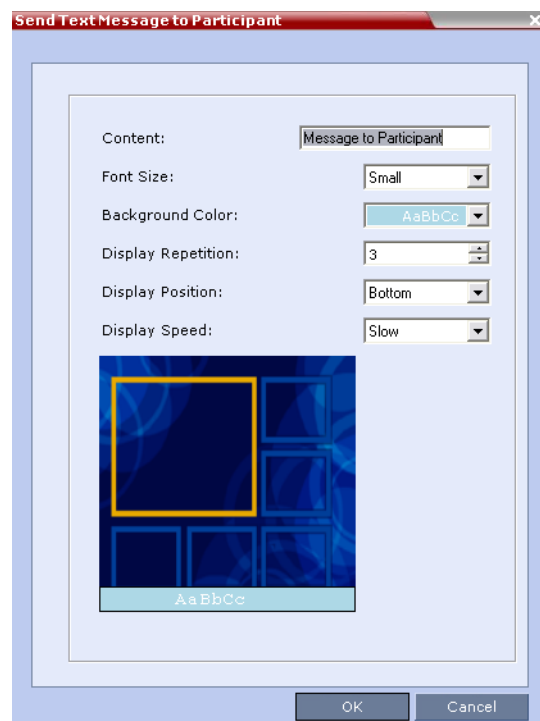 Send Text Message to Participant
Content: Message to Participant
Font Size: Small
Background Color: AaBbCc
Display Repetition: 3
Display Position: Bottom
Display Speed: Slow
AaBbCc
OK Cancel